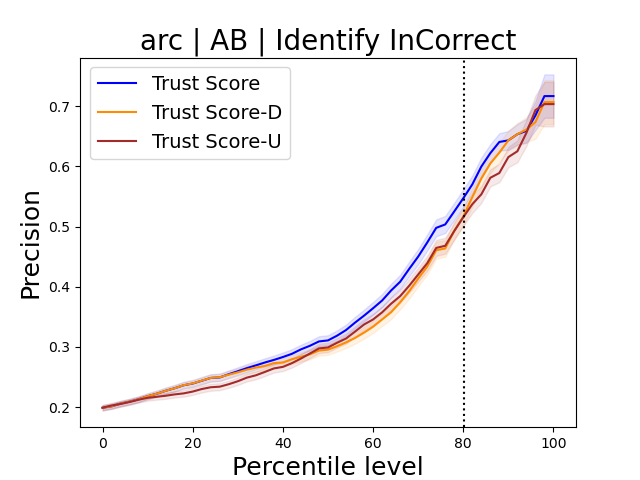 arc | AB | Identify InCorrect
Trust Score
Trust Score-D
Trust Score-U
Precision
0.7
0.6
0.5
0.4
0.3
0.2
0 20 40 60 80 100
Percentile level